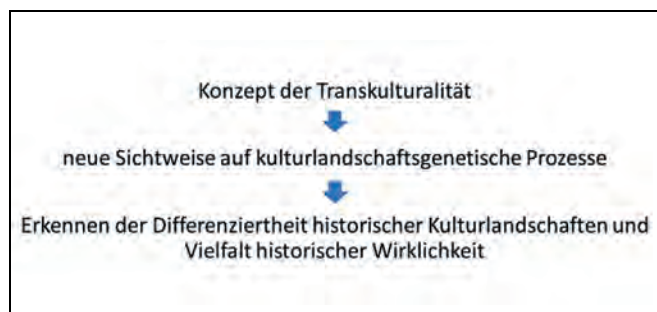 Konzept der Transkulturalität
neue Sichtweise auf kulturlandschaftsgenetische Prozesse
Erkennen der Differenziertheit historischer Kulturlandschaften und
Vielfalt historischer Wirklichkeit